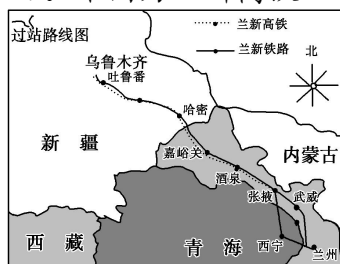 过站路线图
兰新高铁
兰新铁路
北
乌鲁木齐
吐鲁番
哈密
新 疆
嘉峪关
内蒙古
酒泉
张掖
武威
西 藏
青 海
西宁
兰州